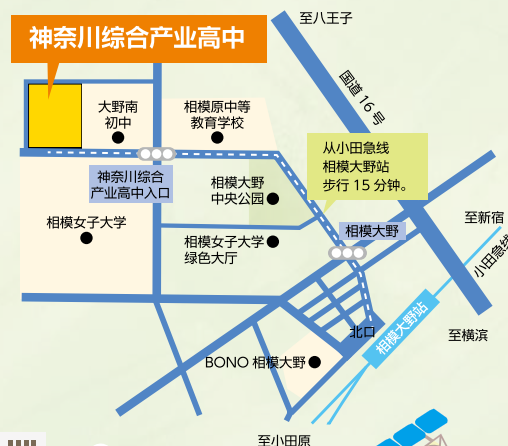 至八王子
神奈川综合产业高中
国道 16 号
大野南
初中
相模原中等
教育学校
从小田急线
相模大野站
步行 15 分钟。
神奈川综合
产业高中入口
相模大野
中央公园
相模女子大学
相模大野
至新宿
小田急线
相模女子大学
绿色大厅
北口
相模大野站
至横滨
BONO 相模大野
至小田原